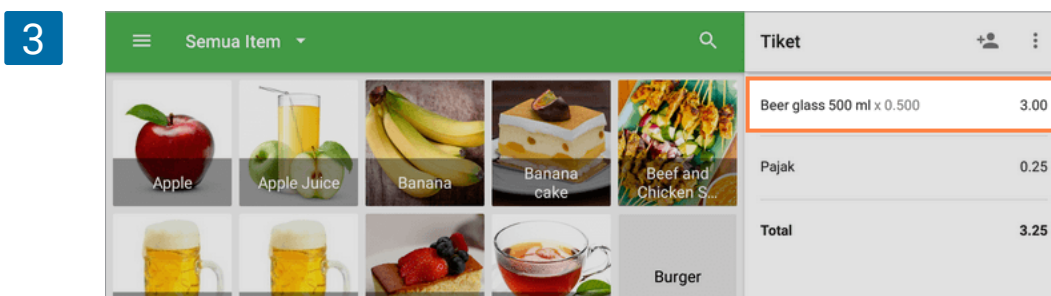 3
Semua Item
Tiket
Beer glass 500 ml x 0.500 3.00
Pajak 0.25
Total 3.25
Apple
Apple Juice
Banana
Banana
cake
Beef and
Chicken S...
Burger